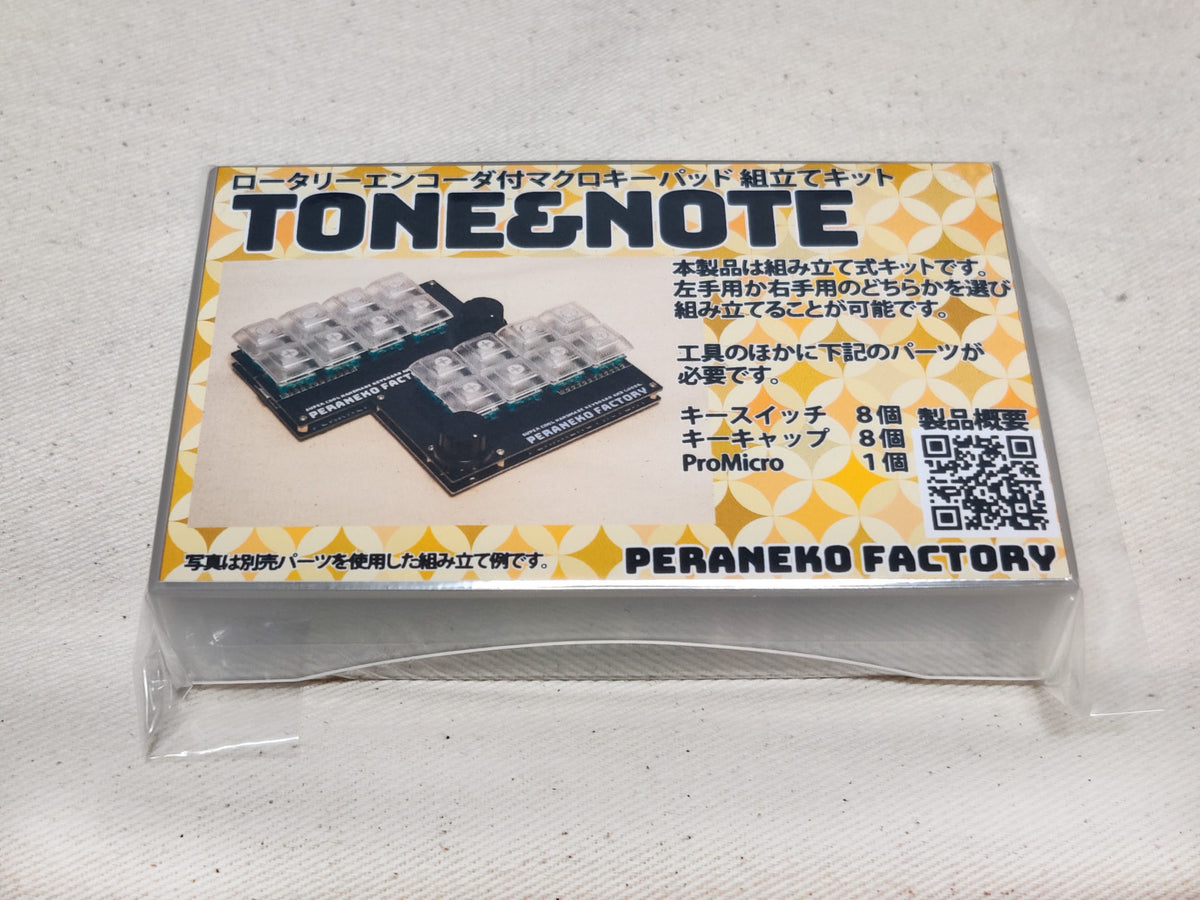 ロータリーエンコーダ付マクロキーパッド 組立てキット
TONE&NOTE
本製品は組み立て式キットです。
左手用か右手用のどちらかを選び
組み立てることが可能です。
工具のほかに下記のパーツが
必要です。
キースイッチ 8個
キーキャップ 8個
ProMicro 1個
製品概要
PERANEKO FACT
PERANEKO FACTORY
写真は別売パーツを使用した組み立て例です。
PERANEKO FACTORY